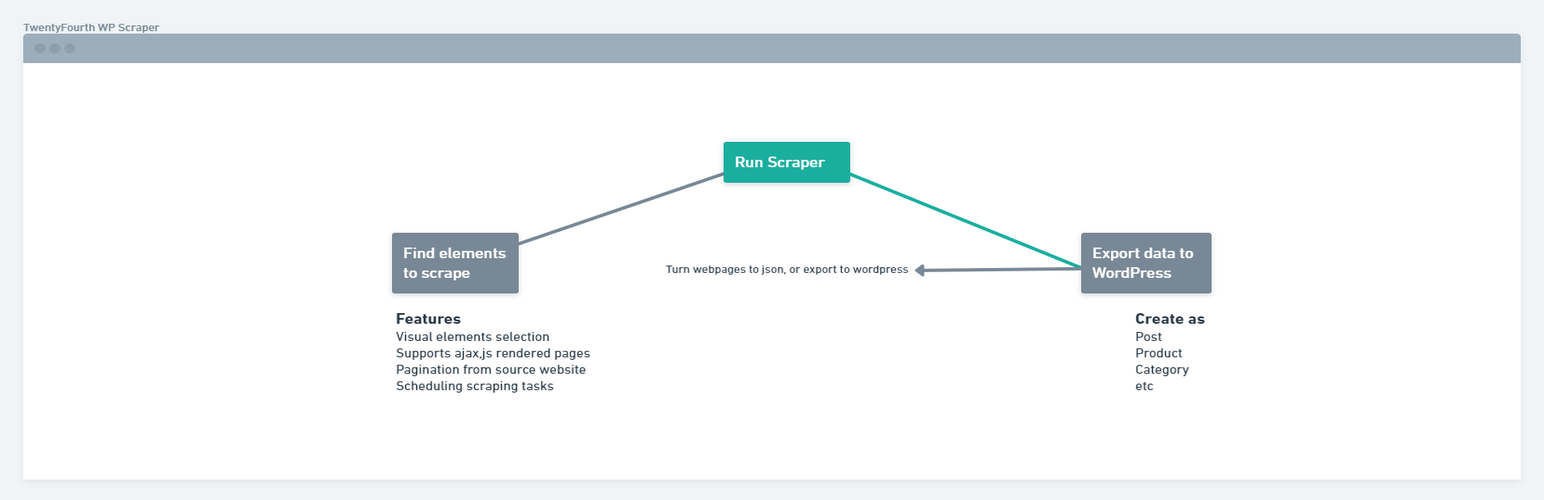 TwentyFourth WP Scraper
Run Scraper
Find elements
to scrape
Turn webpages to json, or export to wordpress
Export data to
WordPress
Features
Visual elements selection
Supports ajax,js rendered pages
Pagination from source website
Scheduling scraping tasks
Create as
Post
Product
Category
etc